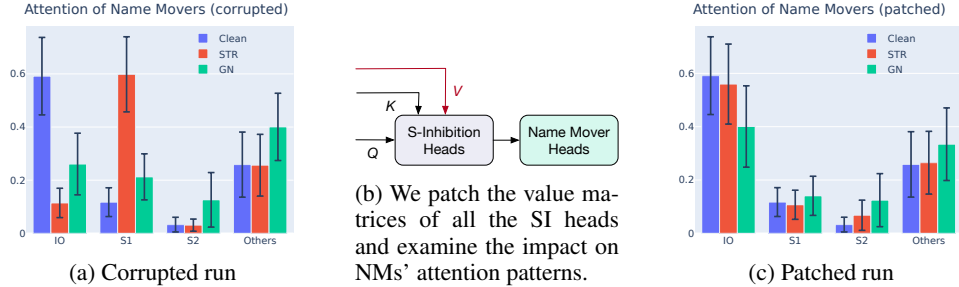 Attention of Name Movers (corrupted)
Clean
STR
GN
0.6
0.4
0.2
0
IO
S1
S2
Others
(a) Corrupted run
V
K
Q
S-Inhibition
Heads
Name Mover
Heads
(b) We patch the value ma-
trices of all the SI heads
and examine the impact on
NMs' attention patterns.
Attention of Name Movers (patched)
Clean
STR
GN
0.6
0.4
0.2
0
IO
S1
S2
Others
(c) Patched run